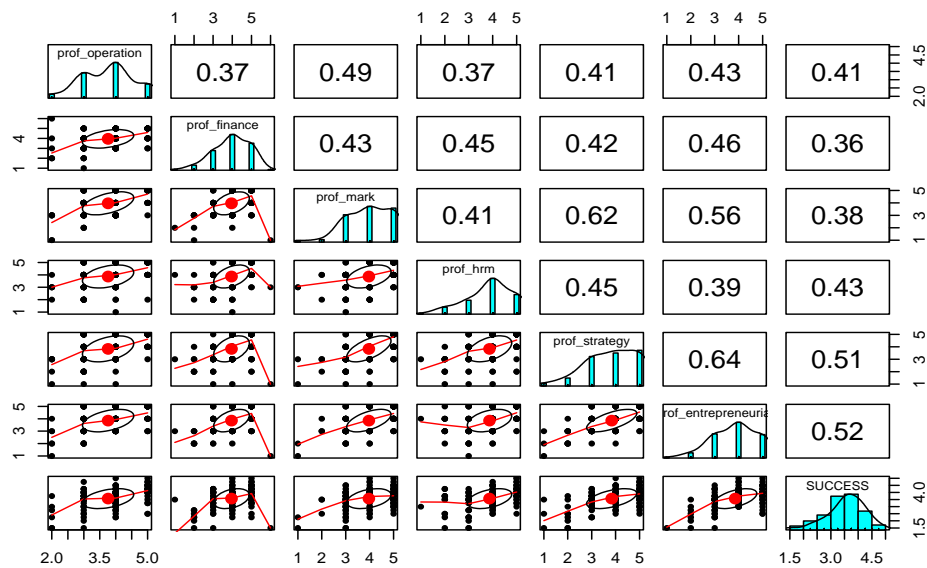 1 3 5 1 2 3 4 5 1 2 3 4 5
prof_operation 0.37 0.49 0.37 0.41 0.43 0.41 2.0 4.5
1 4 prof_finance 0.43 0.45 0.42 0.46 0.36
prof_mark 0.41 0.62 0.56 0.38 1 3 5
1 3 5 prof_hrm 0.45 0.39 0.43
prof_strategy 0.64 0.51 1 3 5
1 3 5 rof_entrepreneuria 0.52
SUCCESS 1.5 4.0
2.0 3.5 5.0 1 2 3 4 5 1 2 3 4 5 1.5 3.0 4.5